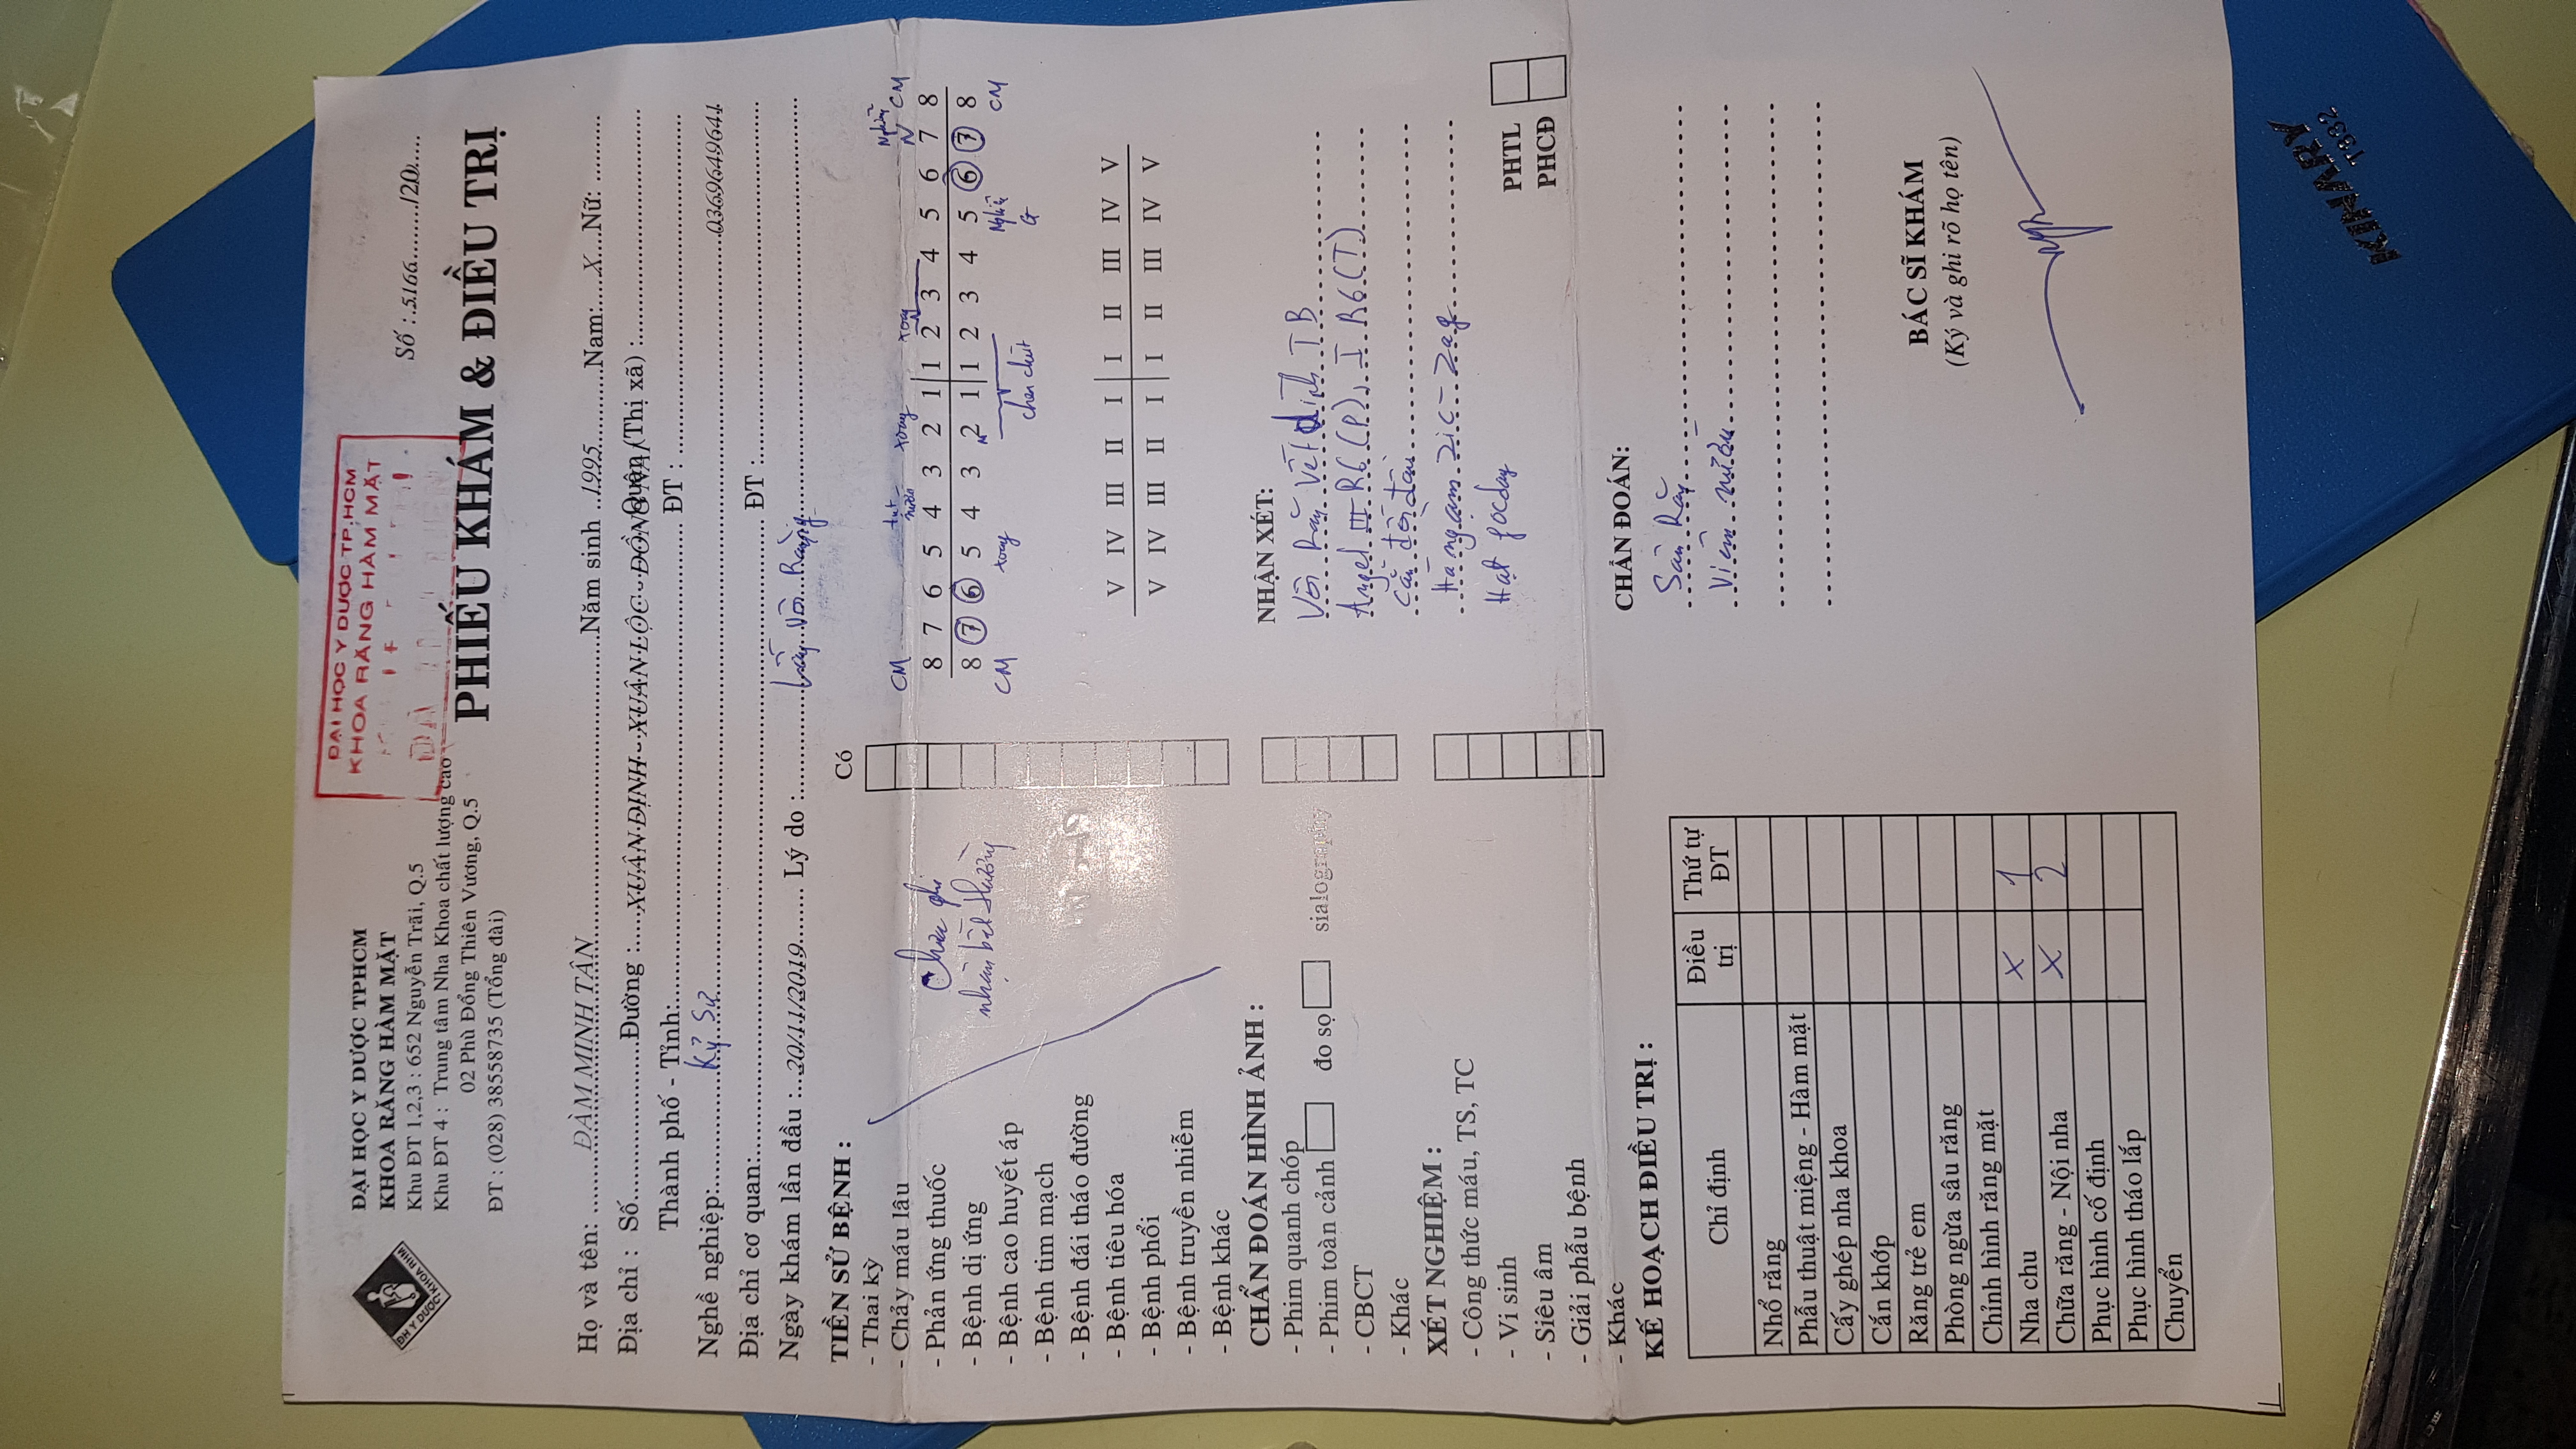 ĐẠI HỌC Y DƯỢC TPHCM
KHOA RĂNG HÀM MẶT
Khu ĐT 1,2,3 : 652 Nguyễn Trãi, Q.5
Khu ĐT 4 : Trung tâm Nha Khoa chất lượng cao
02 Phù Đổng Thiên Vương, Q.5
ĐT : (028) 38558735 (Tổng đài)
ĐH Y DƯỢC KHOA RHM
ĐẠI HỌC Y DƯỢC TP.HCM
KHOA RĂNG HÀM MẶT
Số : 5166........./20.....
PHIẾU KHÁM & ĐIỀU TRỊ
Họ và tên: ĐÀM MINH TÂN Năm sinh 1995 Nam: X Nữ:
Địa chỉ : Số Đường : XUÂN ĐỊNH - XUÂN LỘC - ĐỒNG NAI Quận (Thị xã) :
Thành phố - Tỉnh: ĐT :
Nghề nghiệp: Kỹ Sư 0369649641
Địa chỉ cơ quan: ĐT :
Ngày khám lần đầu : 20/11/2019 Lý do : Lấy Vôi Răng
TIỀN SỬ BỆNH : Có
- Thai kỳ
- Chảy máu lâu
- Phản ứng thuốc
- Bệnh dị ứng
- Bệnh cao huyết áp
- Bệnh tim mạch
- Bệnh đái tháo đường
- Bệnh tiêu hóa
- Bệnh phổi
- Bệnh truyền nhiễm
- Bệnh khác
Chưa ghi
nhận bất thường
CM tụt nướu xoay xoay N CM
8 7 6 5 4 3 2 1 1 2 3 4 5 6 7 8
8 7 6 5 4 3 2 1 1 2 3 4 5 6 7 8
CM xoay chen chúc G CM
V IV III II I I II III IV V
V IV III II I I II III IV V
CHẨN ĐOÁN HÌNH ẢNH :
- Phim quanh chóp
- Phim toàn cảnh đo sọ sialography
- CBCT
- Khác
XÉT NGHIỆM :
- Công thức máu, TS, TC
- Vi sinh
- Siêu âm
- Giải phẫu bệnh
- Khác
NHẬN XÉT:
Vôi Răng Vết dính TB
Angel III R6 (P), I R6 (T)
Cắn đối đầu
Hàng ... zic-zag
Hạt
PHTL
PHCĐ
KẾ HOẠCH ĐIỀU TRỊ :
Chỉ định Điều trị Thứ tự ĐT
Nhổ răng
Phẫu thuật miệng - Hàm mặt
Cấy ghép nha khoa
Cắn khớp
Răng trẻ em
Phòng ngừa sâu răng
Chỉnh hình răng mặt
Nha chu X 1
Chữa răng - Nội nha X 2
Phục hình cố định
Phục hình tháo lắp
Chuyển
CHẨN ĐOÁN:
Sâu Răng
Viêm nướu
BÁC SĨ KHÁM
(Ký và ghi rõ họ tên)
KINARY
T332